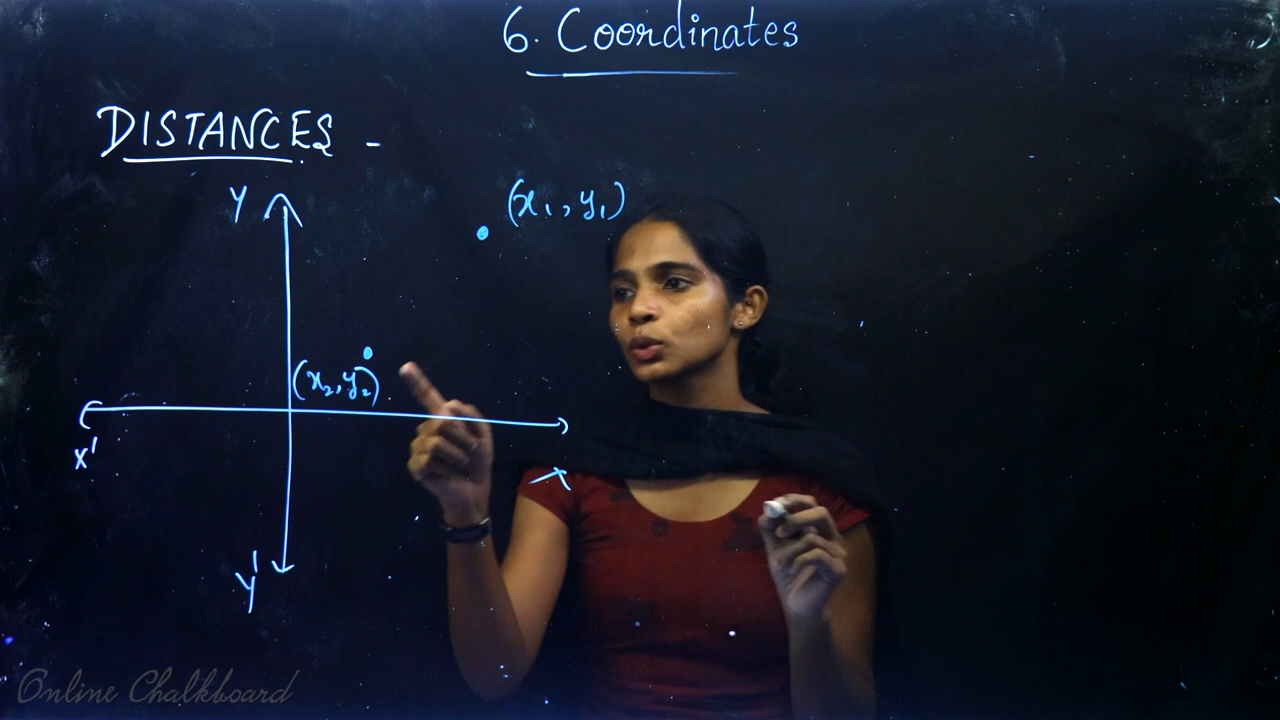 6. Coordinates
DISTANCES -
Y
(x₁, y₁)
(x₂, y₂)
X'
X
Y'
Online Chalkboard